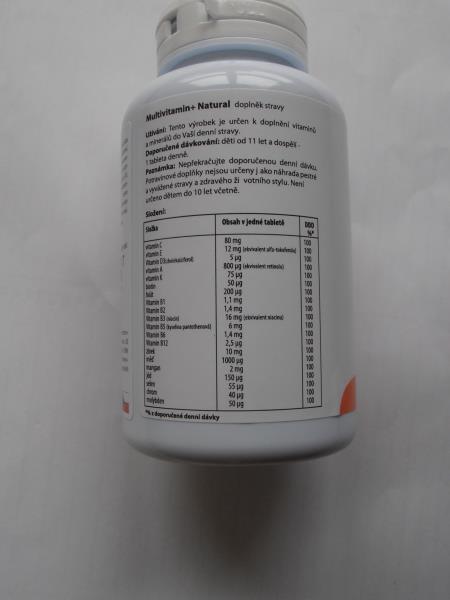 Multivitamin+ Natural doplněk stravy
Užívání: Tento výrobek je určen k doplnění vitamínů
a minerálů do Vaší denní stravy.
Doporučené dávkování: děti od 11 let a dospělí -
1 tableta denně.
Poznámka: Nepřekračujte doporučenou denní dávku.
Potravinové doplňky nejsou určeny j ako náhrada pestré
a vyvážené stravy a zdravého ži votního stylu. Není
určeno dětem do 10 let včetně.
Složení:
Složka Obsah v jedné tabletě DDD %*
vitamin C 80 mg 100
vitamin E 12 mg (ekvivalent alfa-tokoferolu) 100
Vitamin D3 (cholekalciferol) 5 µg 100
vitamin A 800 µg (ekvivalent retinolu) 100
vitamin K 75 µg 100
biotin 50 µg 100
folát 200 µg 100
Vitamin B1 1,1 mg 100
Vitamin B2 1,4 mg 100
Vitamin B3 (niacin) 16 mg (ekvivalent niacinu) 100
Vitamin B5 (kyselina pantothenová) 6 mg 100
Vitamin B6 1,4 mg 100
Vitamin B12 2,5 µg 100
zinek 10 mg 100
měď 1000 µg 100
mangan 2 mg 100
jód 150 µg 100
selen 55 µg 100
chrom 40 µg 100
molybden 50 µg 100
*% z doporučené denní dávky